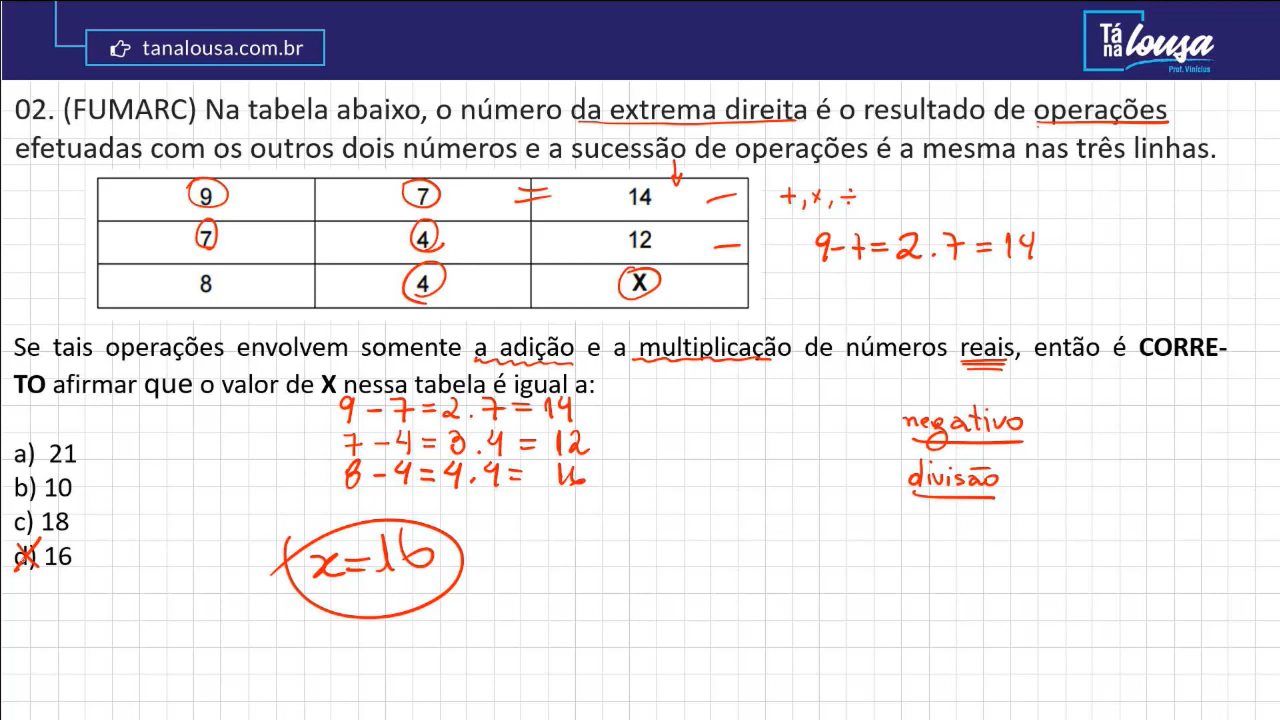 tanalousa.com.br
Tá na lousa
Prof. Vinícius
02. (FUMARC) Na tabela abaixo, o número da extrema direita é o resultado de operações
efetuadas com os outros dois números e a sucessão de operações é a mesma nas três linhas.
9 7 = 14 -
+, x, ÷
7 4 12 -
9-7=2.7=14
8 4 X
Se tais operações envolvem somente a adição e a multiplicação de números reais, então é CORRE-
TO afirmar que o valor de X nessa tabela é igual a:
9-7=2.7=14
negativo
7-4=3.4=12
a) 21
8-4=4.4=16
divisão
b) 10
c) 18
d) 16
x=16